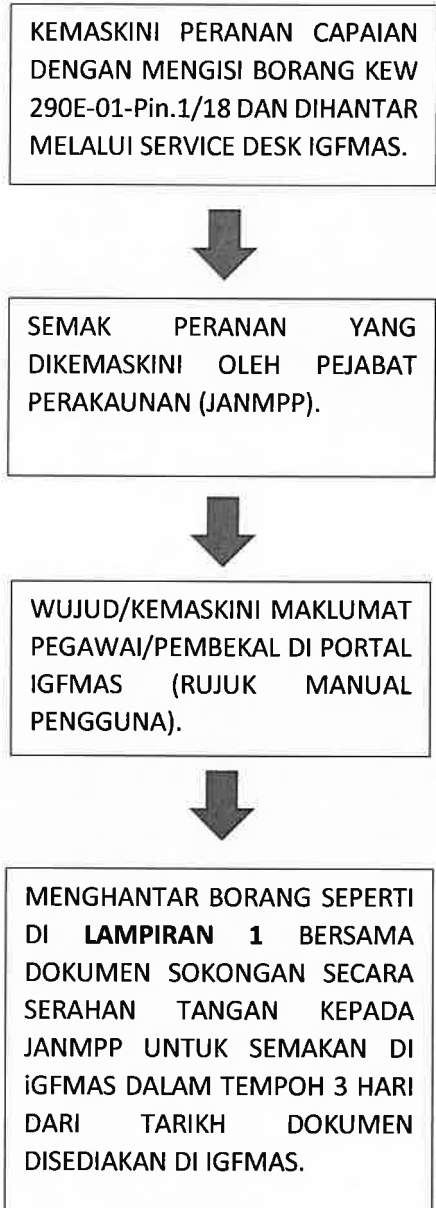 KEMASKINI PERANAN CAPAIAN
DENGAN MENGISI BORANG KEW
290E-01-Pin.1/18 DAN DIHANTAR
MELALUI SERVICE DESK IGFMAS.
SEMAK PERANAN YANG
DIKEMASKINI OLEH PEJABAT
PERAKAUNAN (JANMPP).
WUJUD/KEMASKINI MAKLUMAT
PEGAWAI/PEMBEKAL DI PORTAL
IGFMAS (RUJUK MANUAL
PENGGUNA).
MENGHANTAR BORANG SEPERTI
DI LAMPIRAN 1 BERSAMA
DOKUMEN SOKONGAN SECARA
SERAHAN TANGAN KEPADA
JANMPP UNTUK SEMAKAN DI
iGFMAS DALAM TEMPOH 3 HARI
DARI TARIKH DOKUMEN
DISEDIAKAN DI IGFMAS.